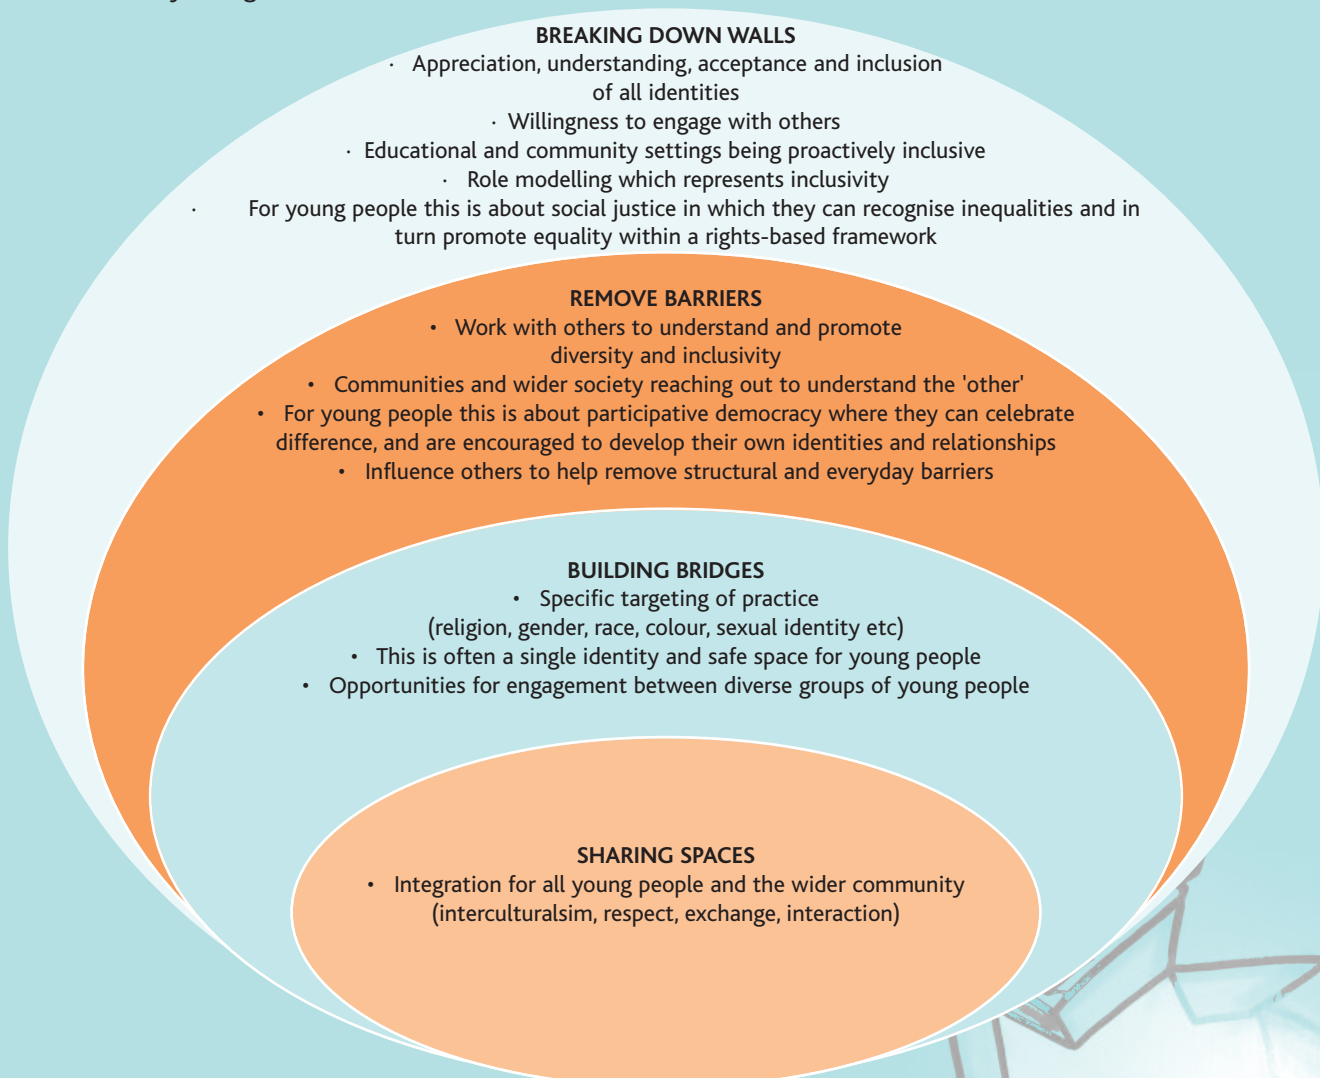 BREAKING DOWN WALLS
· Appreciation, understanding, acceptance and inclusion
of all identities
· Willingness to engage with others
· Educational and community settings being proactively inclusive
· Role modelling which represents inclusivity
· For young people this is about social justice in which they can recognise inequalities and in
turn promote equality within a rights-based framework
REMOVE BARRIERS
• Work with others to understand and promote
diversity and inclusivity
• Communities and wider society reaching out to understand the 'other'
• For young people this is about participative democracy where they can celebrate
difference, and are encouraged to develop their own identities and relationships
• Influence others to help remove structural and everyday barriers
BUILDING BRIDGES
• Specific targeting of practice
(religion, gender, race, colour, sexual identity etc)
• This is often a single identity and safe space for young people
• Opportunities for engagement between diverse groups of young people
SHARING SPACES
• Integration for all young people and the wider community
(interculturalsim, respect, exchange, interaction)